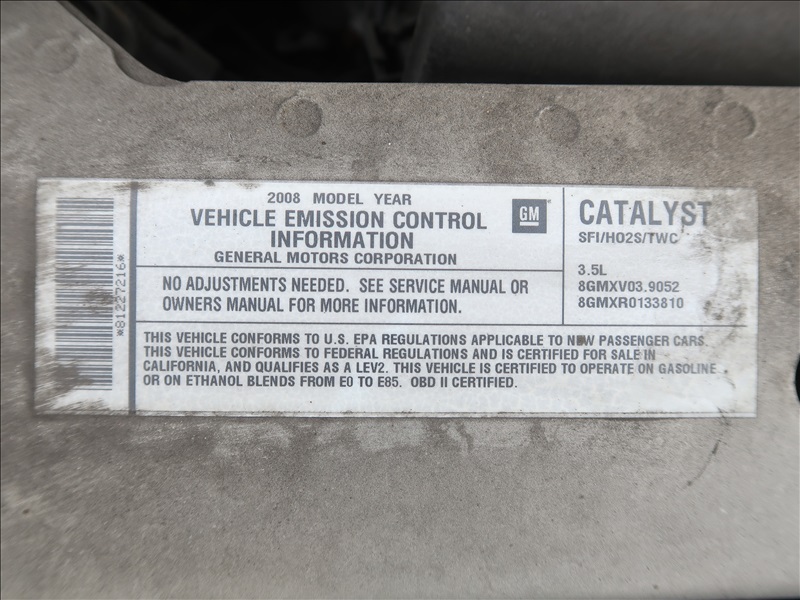 *81227216*
2008 MODEL YEAR
VEHICLE EMISSION CONTROL
INFORMATION
GENERAL MOTORS CORPORATION
GM
NO ADJUSTMENTS NEEDED. SEE SERVICE MANUAL OR
OWNERS MANUAL FOR MORE INFORMATION.
CATALYST
SFI/HO2S/TWC
3.5L
8GMXV03.9052
8GMXR0133810
THIS VEHICLE CONFORMS TO U.S. EPA REGULATIONS APPLICABLE TO NEW PASSENGER CARS.
THIS VEHICLE CONFORMS TO FEDERAL REGULATIONS AND IS CERTIFIED FOR SALE IN
CALIFORNIA, AND QUALIFIES AS A LEV2. THIS VEHICLE IS CERTIFIED TO OPERATE ON GASOLINE
OR ON ETHANOL BLENDS FROM E0 TO E85. OBD II CERTIFIED.